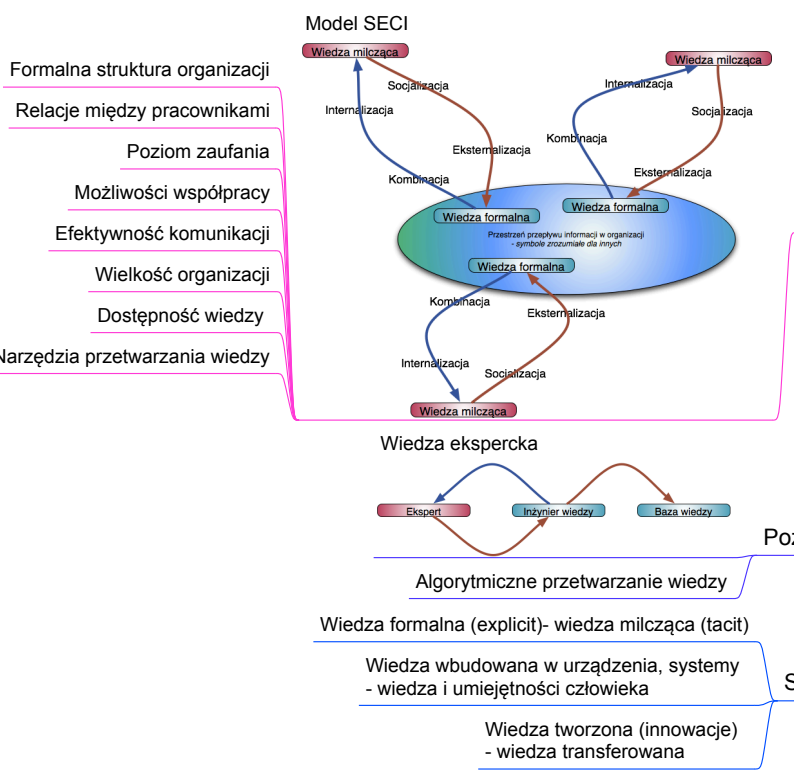 Model SECI
Wiedza milcząca
Wiedza milcząca
Formalna struktura organizacji
Socjalizacja
Internalizacja
Relacje między pracownikami
Internalizacja
Socjalizacja
Poziom zaufania
Eksternalizacja
Kombinacja
Możliwości współpracy
Kombinacja
Eksternalizacja
Wiedza formalna
Wiedza formalna
Efektywność komunikacji
Przestrzeń przepływu informacji w organizacji
- symbole zrozumiałe dla innych
Wielkość organizacji
Wiedza formalna
Dostępność wiedzy
Kombinacja
Eksternalizacja
Narzędzia przetwarzania wiedzy
Internalizacja
Socjalizacja
Wiedza milcząca
Wiedza ekspercka
Ekspert
Inżynier wiedzy
Baza wiedzy
Poz
Algorytmiczne przetwarzanie wiedzy
Wiedza formalna (explicit)- wiedza milcząca (tacit)
Wiedza wbudowana w urządzenia, systemy
- wiedza i umiejętności człowieka
S
Wiedza tworzona (innowacje)
- wiedza transferowana